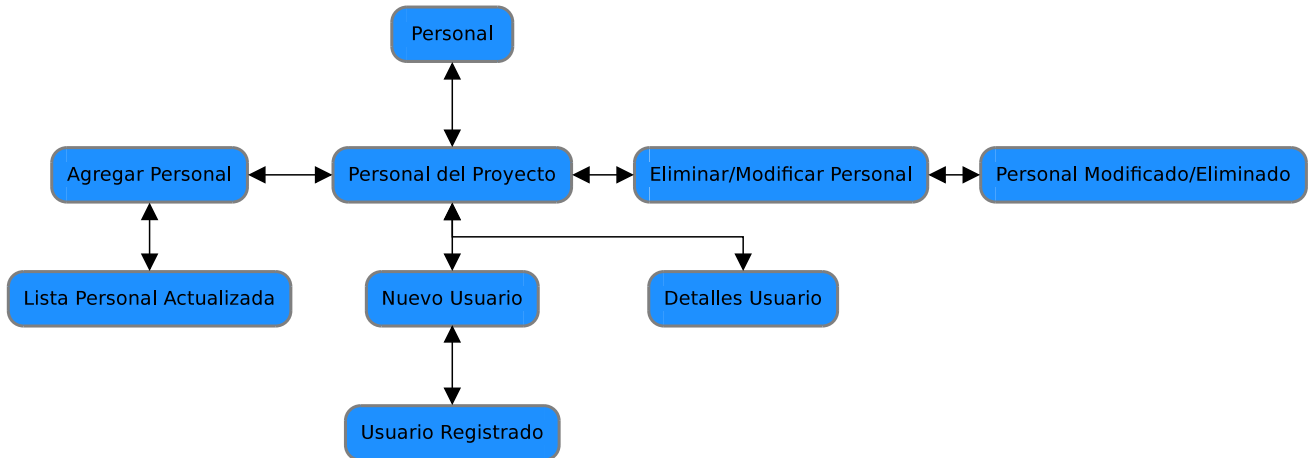 Personal
Agregar Personal
Personal del Proyecto
Eliminar/Modificar Personal
Personal Modificado/Eliminado
Lista Personal Actualizada
Nuevo Usuario
Detalles Usuario
Usuario Registrado